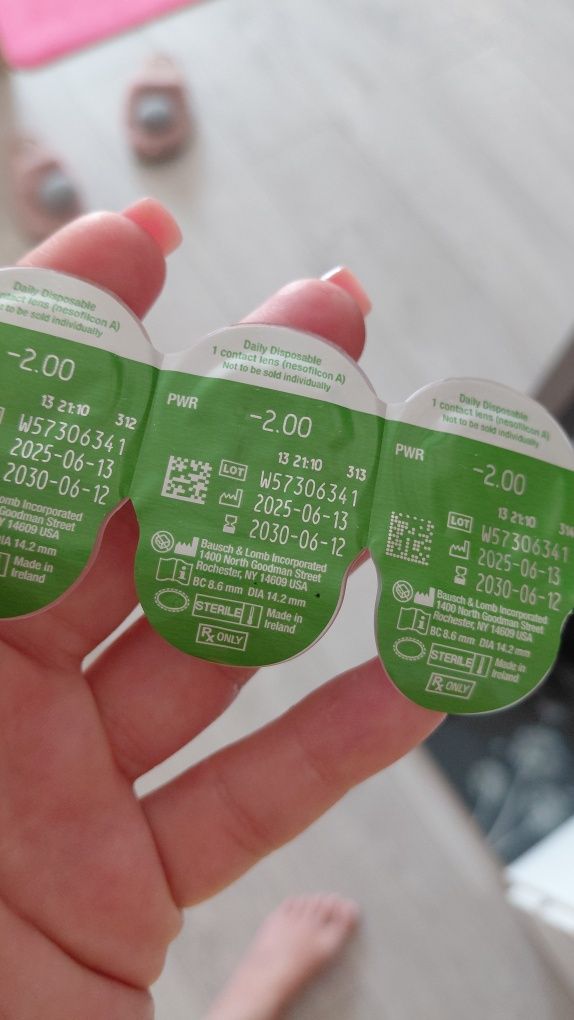 Daily Disposable
contact lens (nesofilcon A)
to be sold individually
-2.00
13 21:10 312
W57306341
2025-06-13
2030-06-12
Lomb Incorporated
Goodman Street
NY 14609 USA
DIA 14.2 mm
Made in
Ireland
Daily Disposable
1 contact lens (nesofilcon A)
Not to be sold individually
PWR
-2.00
13 21:10 313
LOT W57306341
2025-06-13
2030-06-12
Bausch & Lomb Incorporated
1400 North Goodman Street
Rochester, NY 14609 USA
BC 8.6 mm DIA 14.2 mm
STERILE Made in
Ireland
Rx ONLY
Daily Disposable
1 contact lens (nesofilcon A)
Not to be sold individually
PWR
-2.00
13 21:10 314
LOT W57306341
2025-06-13
2030-06-12
Bausch & Lomb Incorporated
1400 North Goodman Street
Rochester, NY 14609 USA
BC 8.6 mm DIA 14.2 mm
STERILE Made in
Ireland
Rx ONLY